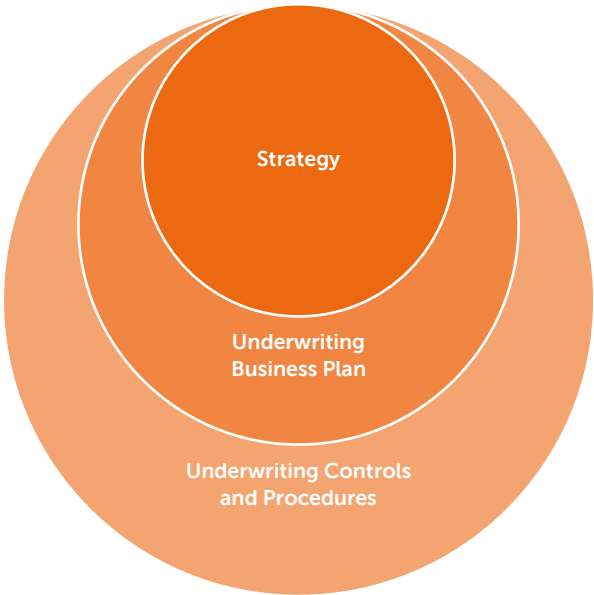 Strategy
Underwriting
Business Plan
Underwriting Controls
and Procedures